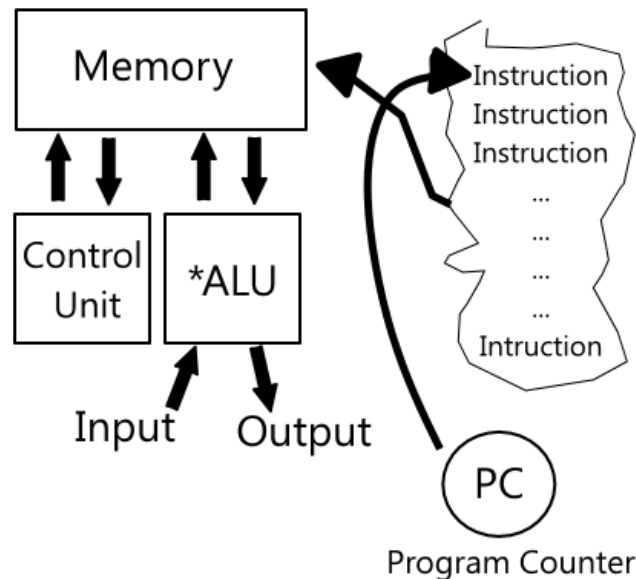 Memory
Control
Unit
*ALU
Input
Output
Instruction
Instruction
Instruction
...
...
...
...
Intruction
PC
Program Counter